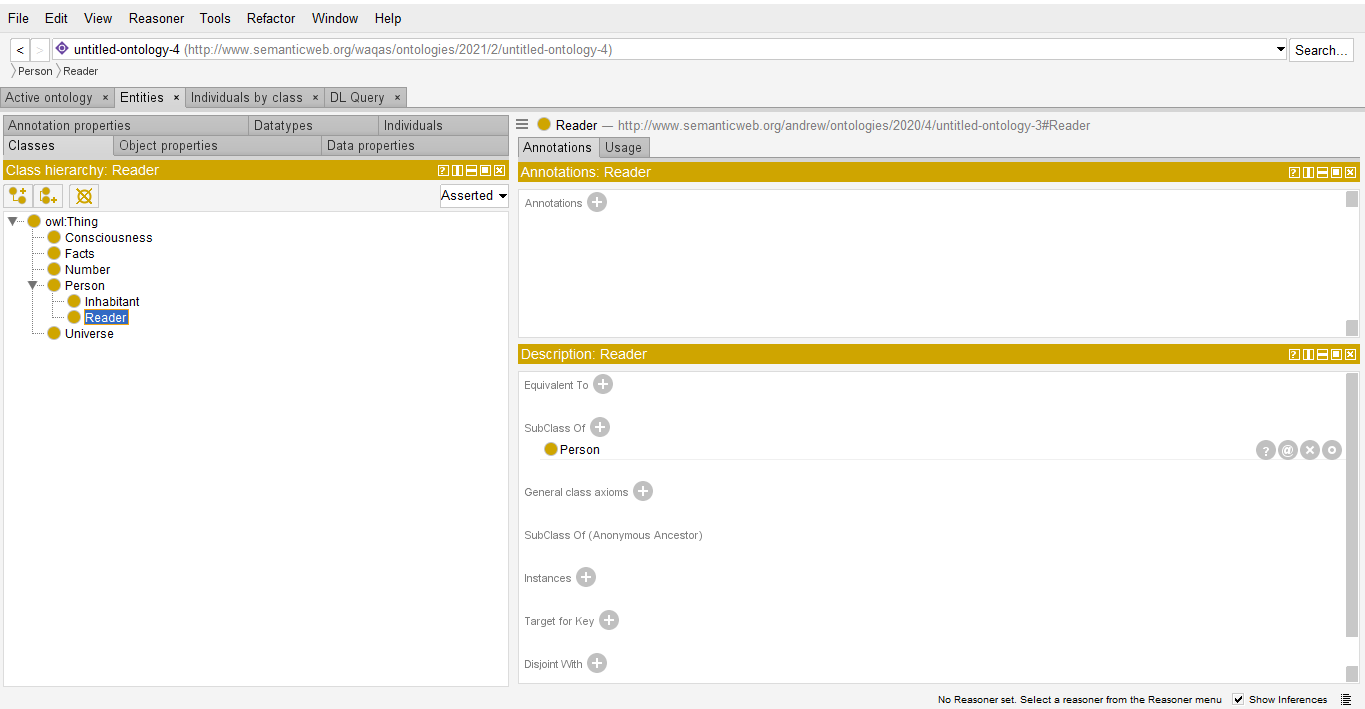 File Edit View Reasoner Tools Refactor Window Help
< > untitled-ontology-4 (http://www.semanticweb.org/waqas/ontologies/2021/2/untitled-ontology-4) Search...
Person Reader
Active ontology × Entities × Individuals by class × DL Query ×
Annotation properties Datatypes Individuals
Classes Object properties Data properties
Class hierarchy: Reader
Asserted
owl:Thing
Consciousness
Facts
Number
Person
Inhabitant
Reader
Universe
Reader — http://www.semanticweb.org/andrew/ontologies/2020/4/untitled-ontology-3#Reader
Annotations Usage
Annotations: Reader
Annotations
Description: Reader
Equivalent To
SubClass Of
Person
General class axioms
SubClass Of (Anonymous Ancestor)
Instances
Target for Key
Disjoint With
No Reasoner set. Select a reasoner from the Reasoner menu Show Inferences